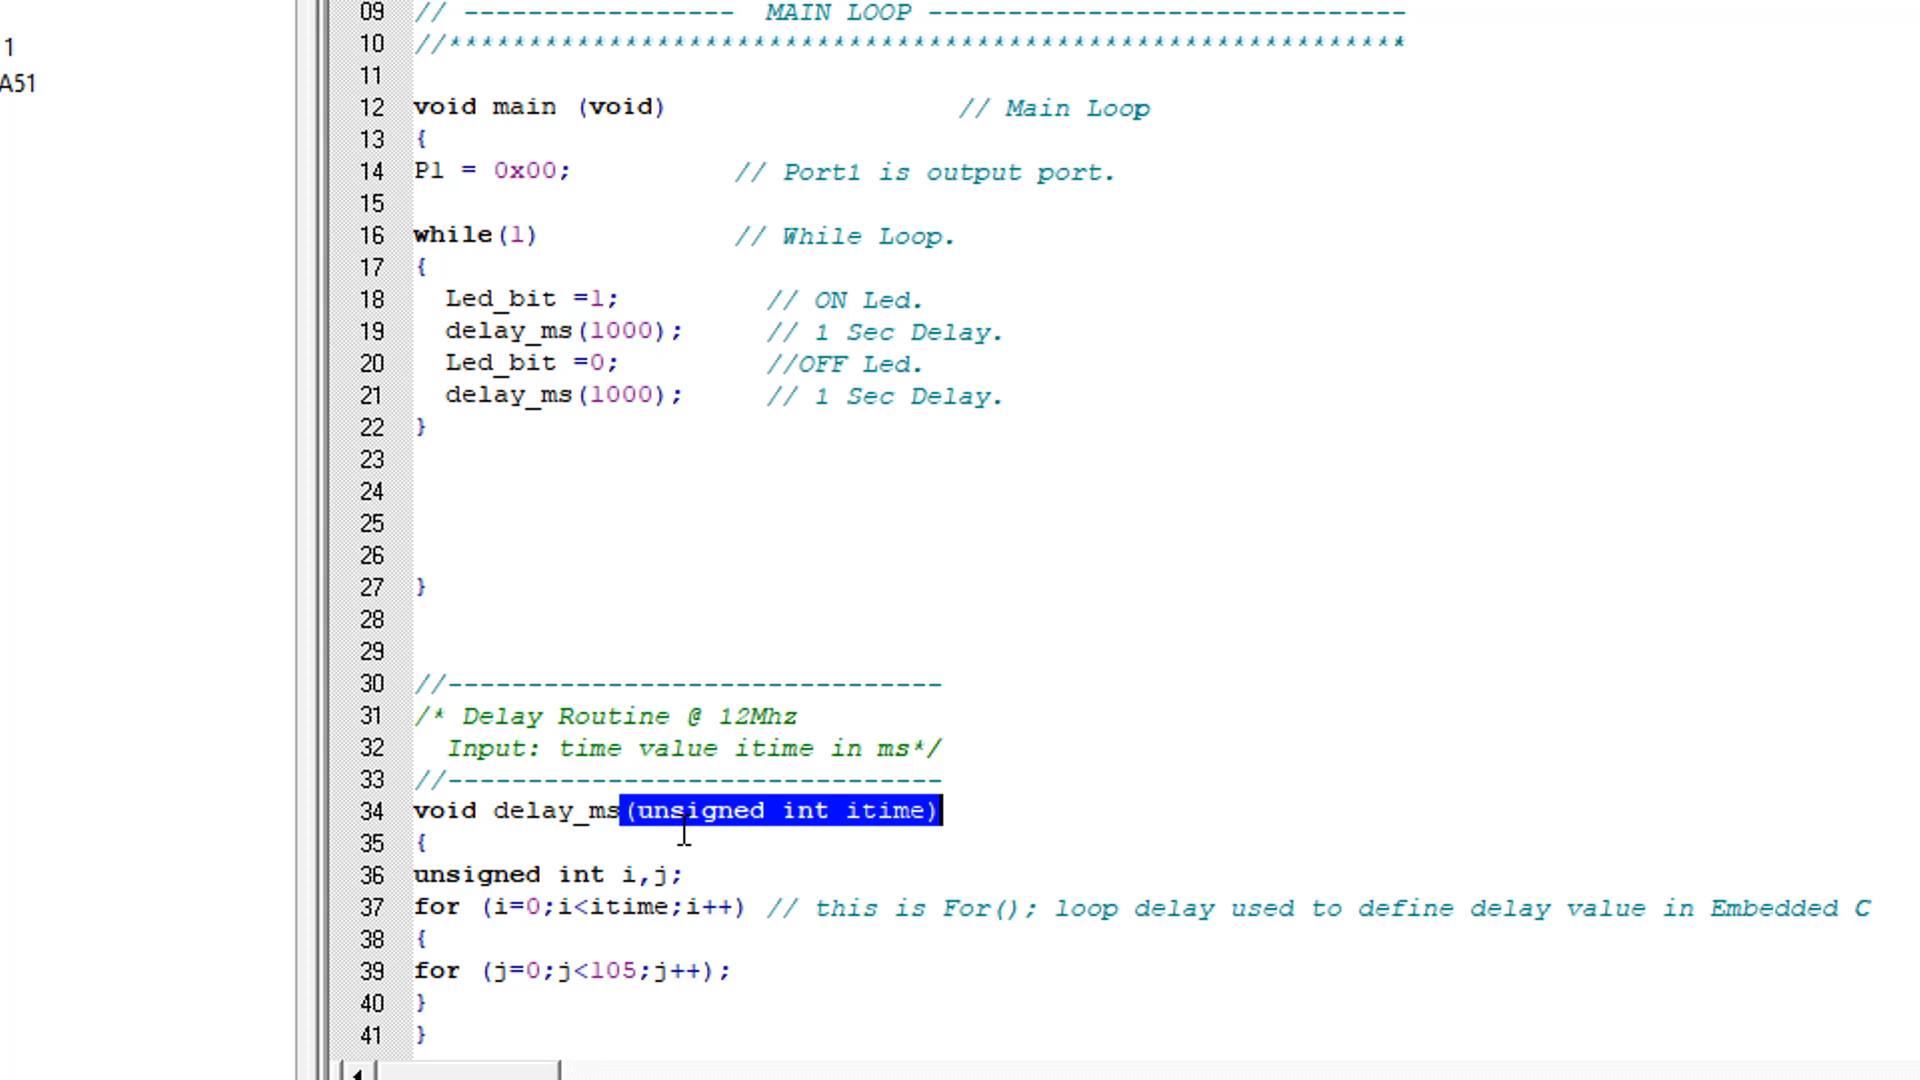 1
A51
09 // ----------------- MAIN LOOP ------------------------------
10 //************************************************************
11
12 void main (void) // Main Loop
13 {
14 P1 = 0x00; // Port1 is output port.
15
16 while(1) // While Loop.
17 {
18 Led_bit =1; // ON Led.
19 delay_ms(1000); // 1 Sec Delay.
20 Led_bit =0; //OFF Led.
21 delay_ms(1000); // 1 Sec Delay.
22 }
23
24
25
26
27 }
28
29
30 //-------------------------------
31 /* Delay Routine @ 12Mhz
32 Input: time value itime in ms*/
33 //-------------------------------
34 void delay_ms(unsigned int itime)
35 {
36 unsigned int i,j;
37 for (i=0;i<itime;i++) // this is For(); loop delay used to define delay value in Embedded C
38 {
39 for (j=0;j<105;j++);
40 }
41 }